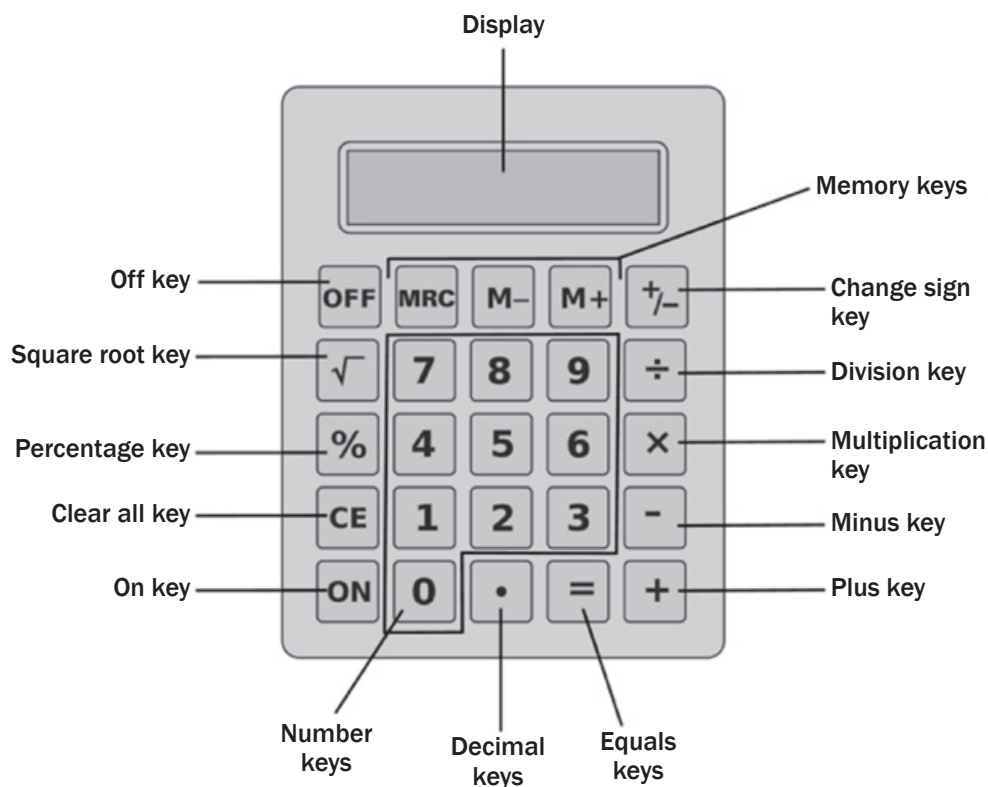 Display
Memory keys
Off key
OFF MRC M− M+ +/−
Change sign
key
Square root key
√ 7 8 9 ÷
Division key
Percentage key
% 4 5 6 ×
Multiplication
key
Clear all key
CE 1 2 3 -
Minus key
On key
ON 0 . = +
Plus key
Number
keys
Decimal
keys
Equals
keys